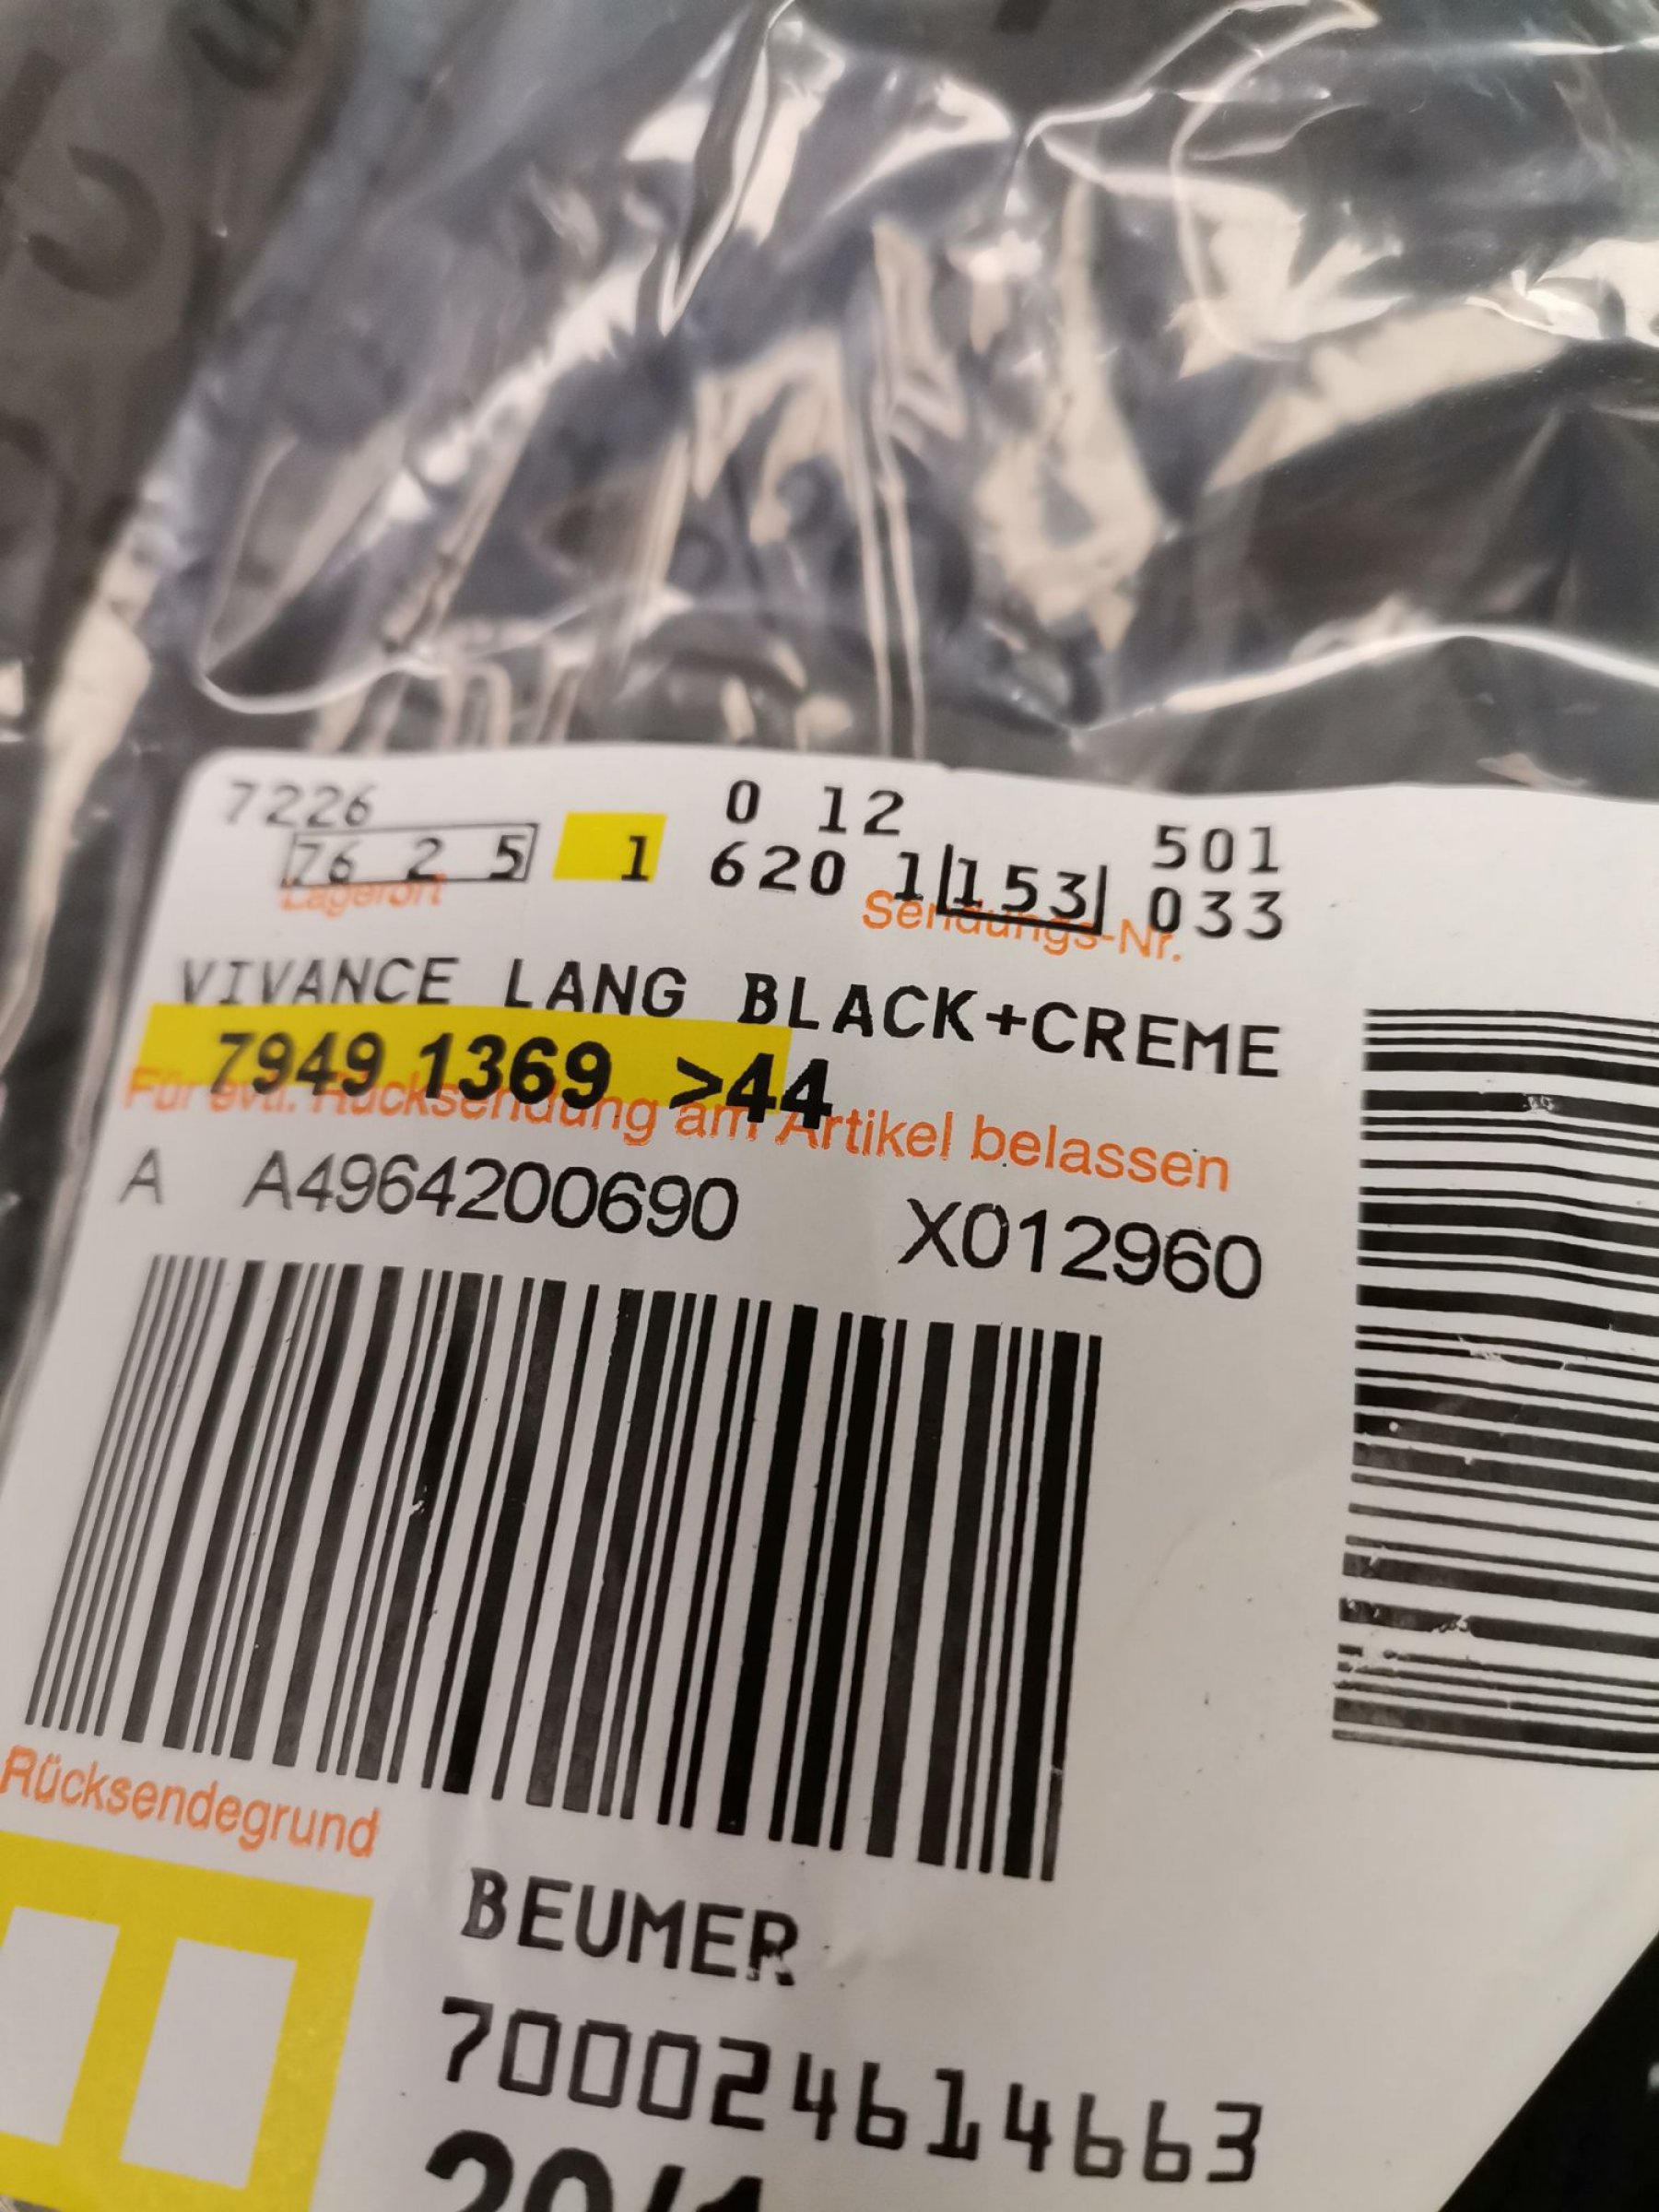 7226 0 12 501
76 2 5 1 620 1 153 033
Lagerort Sendungs-Nr.
VIVANCE LANG BLACK+CREME
7949 1369 >44
Für evtl. Rücksendung am Artikel belassen
A A4964200690 X012960
Rücksendegrund
BEUMER
700024614663